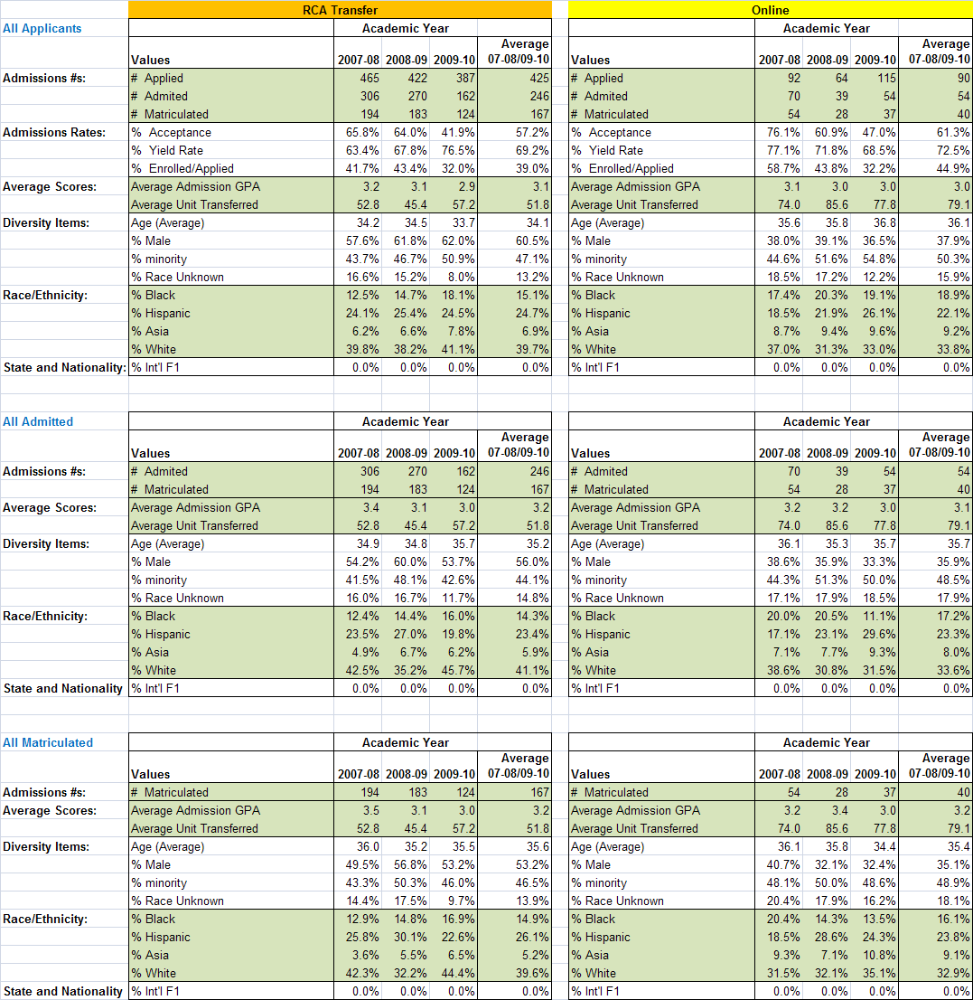 RCA Transfer Online
All Applicants Academic Year Academic Year
Values 2007-08 2008-09 2009-10 Average 07-08/09-10 Values 2007-08 2008-09 2009-10 Average 07-08/09-10
Admissions #s: # Applied 465 422 387 425 # Applied 92 64 115 90
# Admited 306 270 162 246 # Admited 70 39 54 54
# Matriculated 194 183 124 167 # Matriculated 54 28 37 40
Admissions Rates: % Acceptance 65.8% 64.0% 41.9% 57.2% % Acceptance 76.1% 60.9% 47.0% 61.3%
% Yield Rate 63.4% 67.8% 76.5% 69.2% % Yield Rate 77.1% 71.8% 68.5% 72.5%
% Enrolled/Applied 41.7% 43.4% 32.0% 39.0% % Enrolled/Applied 58.7% 43.8% 32.2% 44.9%
Average Scores: Average Admission GPA 3.2 3.1 2.9 3.1 Average Admission GPA 3.1 3.0 3.0 3.0
Average Unit Transferred 52.8 45.4 57.2 51.8 Average Unit Transferred 74.0 85.6 77.8 79.1
Diversity Items: Age (Average) 34.2 34.5 33.7 34.1 Age (Average) 35.6 35.8 36.8 36.1
% Male 57.6% 61.8% 62.0% 60.5% % Male 38.0% 39.1% 36.5% 37.9%
% minority 43.7% 46.7% 50.9% 47.1% % minority 44.6% 51.6% 54.8% 50.3%
% Race Unknown 16.6% 15.2% 8.0% 13.2% % Race Unknown 18.5% 17.2% 12.2% 15.9%
Race/Ethnicity: % Black 12.5% 14.7% 18.1% 15.1% % Black 17.4% 20.3% 19.1% 18.9%
% Hispanic 24.1% 25.4% 24.5% 24.7% % Hispanic 18.5% 21.9% 26.1% 22.1%
% Asia 6.2% 6.6% 7.8% 6.9% % Asia 8.7% 9.4% 9.6% 9.2%
% White 39.8% 38.2% 41.1% 39.7% % White 37.0% 31.3% 33.0% 33.8%
State and Nationality: % Int'l F1 0.0% 0.0% 0.0% 0.0% % Int'l F1 0.0% 0.0% 0.0% 0.0%
All Admitted Academic Year Academic Year
Values 2007-08 2008-09 2009-10 Average 07-08/09-10 Values 2007-08 2008-09 2009-10 Average 07-08/09-10
Admissions #s: # Admited 306 270 162 246 # Admited 70 39 54 54
# Matriculated 194 183 124 167 # Matriculated 54 28 37 40
Average Scores: Average Admission GPA 3.4 3.1 3.0 3.2 Average Admission GPA 3.2 3.2 3.0 3.1
Average Unit Transferred 52.8 45.4 57.2 51.8 Average Unit Transferred 74.0 85.6 77.8 79.1
Diversity Items: Age (Average) 34.9 34.8 35.7 35.2 Age (Average) 36.1 35.3 35.7 35.7
% Male 54.2% 60.0% 53.7% 56.0% % Male 38.6% 35.9% 33.3% 35.9%
% minority 41.5% 48.1% 42.6% 44.1% % minority 44.3% 51.3% 50.0% 48.5%
% Race Unknown 16.0% 16.7% 11.7% 14.8% % Race Unknown 17.1% 17.9% 18.5% 17.9%
Race/Ethnicity: % Black 12.4% 14.4% 16.0% 14.3% % Black 20.0% 20.5% 11.1% 17.2%
% Hispanic 23.5% 27.0% 19.8% 23.4% % Hispanic 17.1% 23.1% 29.6% 23.3%
% Asia 4.9% 6.7% 6.2% 5.9% % Asia 7.1% 7.7% 9.3% 8.0%
% White 42.5% 35.2% 45.7% 41.1% % White 38.6% 30.8% 31.5% 33.6%
State and Nationality % Int'l F1 0.0% 0.0% 0.0% 0.0% % Int'l F1 0.0% 0.0% 0.0% 0.0%
All Matriculated Academic Year Academic Year
Values 2007-08 2008-09 2009-10 Average 07-08/09-10 Values 2007-08 2008-09 2009-10 Average 07-08/09-10
Admissions #s: # Matriculated 194 183 124 167 # Matriculated 54 28 37 40
Average Scores: Average Admission GPA 3.5 3.1 3.0 3.2 Average Admission GPA 3.2 3.4 3.0 3.2
Average Unit Transferred 52.8 45.4 57.2 51.8 Average Unit Transferred 74.0 85.6 77.8 79.1
Diversity Items: Age (Average) 36.0 35.2 35.5 35.6 Age (Average) 36.1 35.8 34.4 35.4
% Male 49.5% 56.8% 53.2% 53.2% % Male 40.7% 32.1% 32.4% 35.1%
% minority 43.3% 50.3% 46.0% 46.5% % minority 48.1% 50.0% 48.6% 48.9%
% Race Unknown 14.4% 17.5% 9.7% 13.9% % Race Unknown 20.4% 17.9% 16.2% 18.1%
Race/Ethnicity: % Black 12.9% 14.8% 16.9% 14.9% % Black 20.4% 14.3% 13.5% 16.1%
% Hispanic 25.8% 30.1% 22.6% 26.1% % Hispanic 18.5% 28.6% 24.3% 23.8%
% Asia 3.6% 5.5% 6.5% 5.2% % Asia 9.3% 7.1% 10.8% 9.1%
% White 42.3% 32.2% 44.4% 39.6% % White 31.5% 32.1% 35.1% 32.9%
State and Nationality % Int'l F1 0.0% 0.0% 0.0% 0.0% % Int'l F1 0.0% 0.0% 0.0% 0.0%